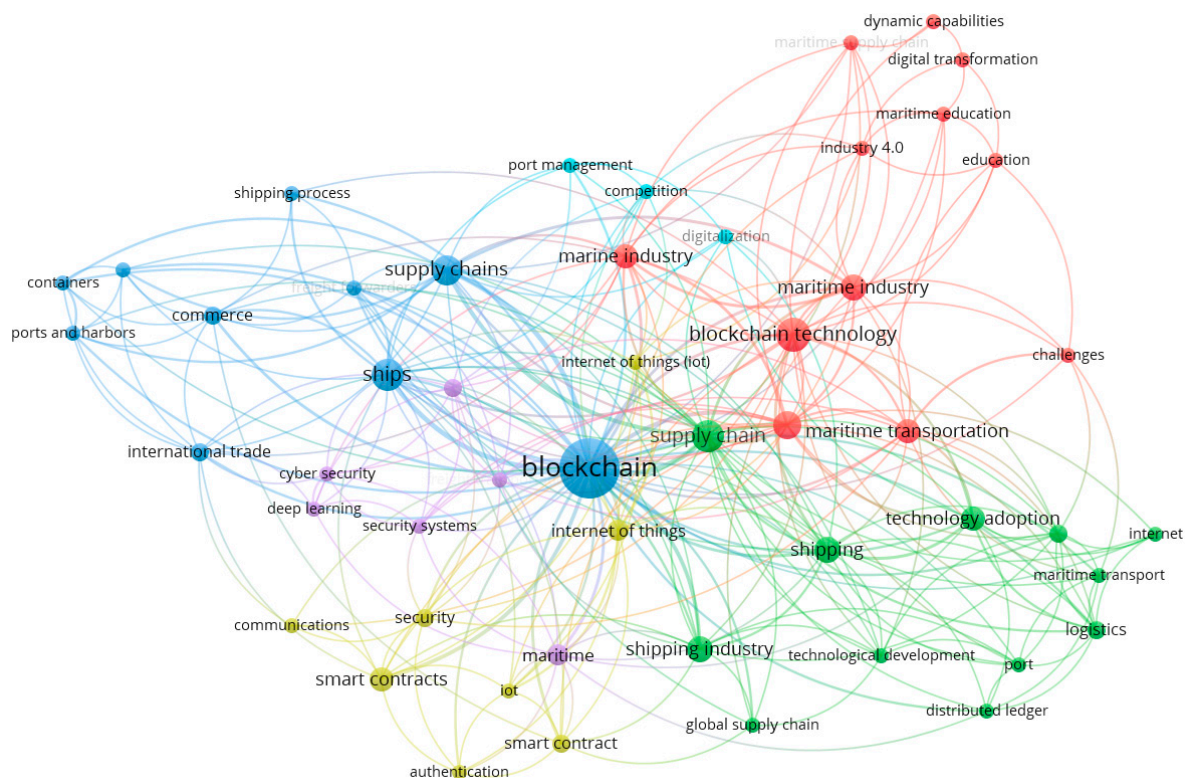 dynamic capabilities
maritime supply chain
digital transformation
maritime education
industry 4.0
education
port management
competition
shipping process
digitalization
marine industry
supply chains
containers
freight forwarders
maritime industry
commerce
ports and harbors
blockchain technology
challenges
internet of things (iot)
ships
supply chain
maritime transportation
international trade
blockchain
cyber security
deep learning
security systems
internet of things
technology adoption
shipping
internet
maritime transport
security
communications
logistics
maritime
shipping industry
technological development
port
smart contracts
iot
distributed ledger
global supply chain
smart contract
authentication